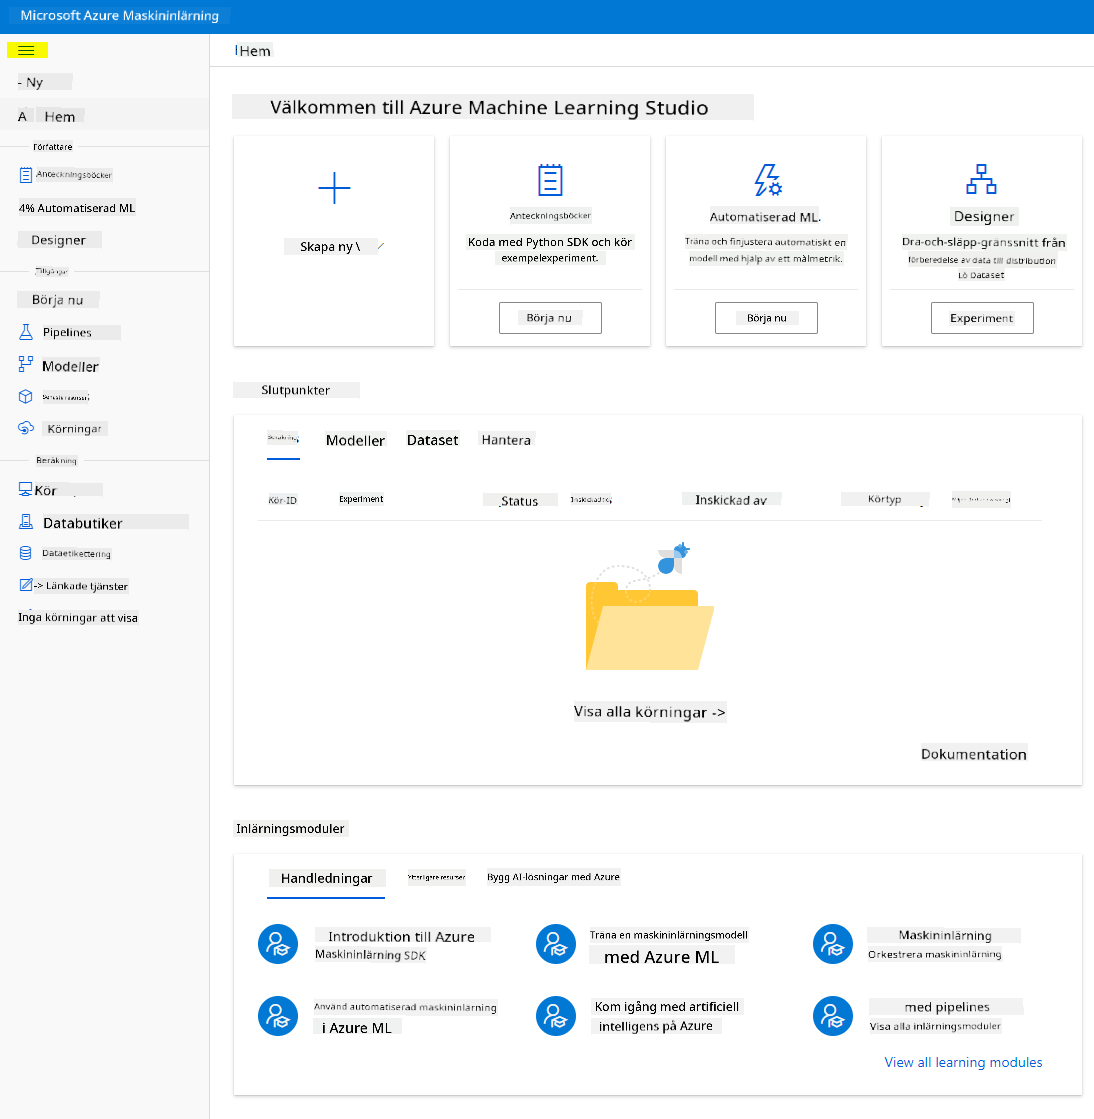 Microsoft Azure Maskininlärning
Hem
- Ny
A Hem
Författare
Anteckningsböcker
4% Automatiserad ML
Designer
Tillgångar
Börja nu
Pipelines
Modeller
Körningar
Beräkning
Kör
Databutiker
Dataetikettering
-> Länkade tjänster
Inga körningar att visa
Välkommen till Azure Machine Learning Studio
Skapa ny \
Anteckningsböcker
Koda med Python SDK och kör
exempelexperiment.
Börja nu
Automatiserad ML.
Träna och finjustera automatiskt en
modell med hjälp av ett målmetrik.
Börja nu
Designer
Dra-och-släpp-gränssnitt från
förberedelse av data till distribution
Lö Dataset
Experiment
Slutpunkter
Modeller
Dataset
Hantera
Kör-ID
Experiment
Status
Inskickad av
Körtyp
Visa alla körningar ->
Dokumentation
Inlärningsmoduler
Handledningar
Ytterligare resurser
Bygg AI-lösningar med Azure
Introduktion till Azure
Maskininlärning SDK
Träna en maskininlärningsmodell
med Azure ML
Maskininlärning
Orkestrera maskininlärning
Använd automatiserad maskininlärning
i Azure ML
Kom igång med artificiell
intelligens på Azure
med pipelines
Visa alla inlärningsmoduler
View all learning modules